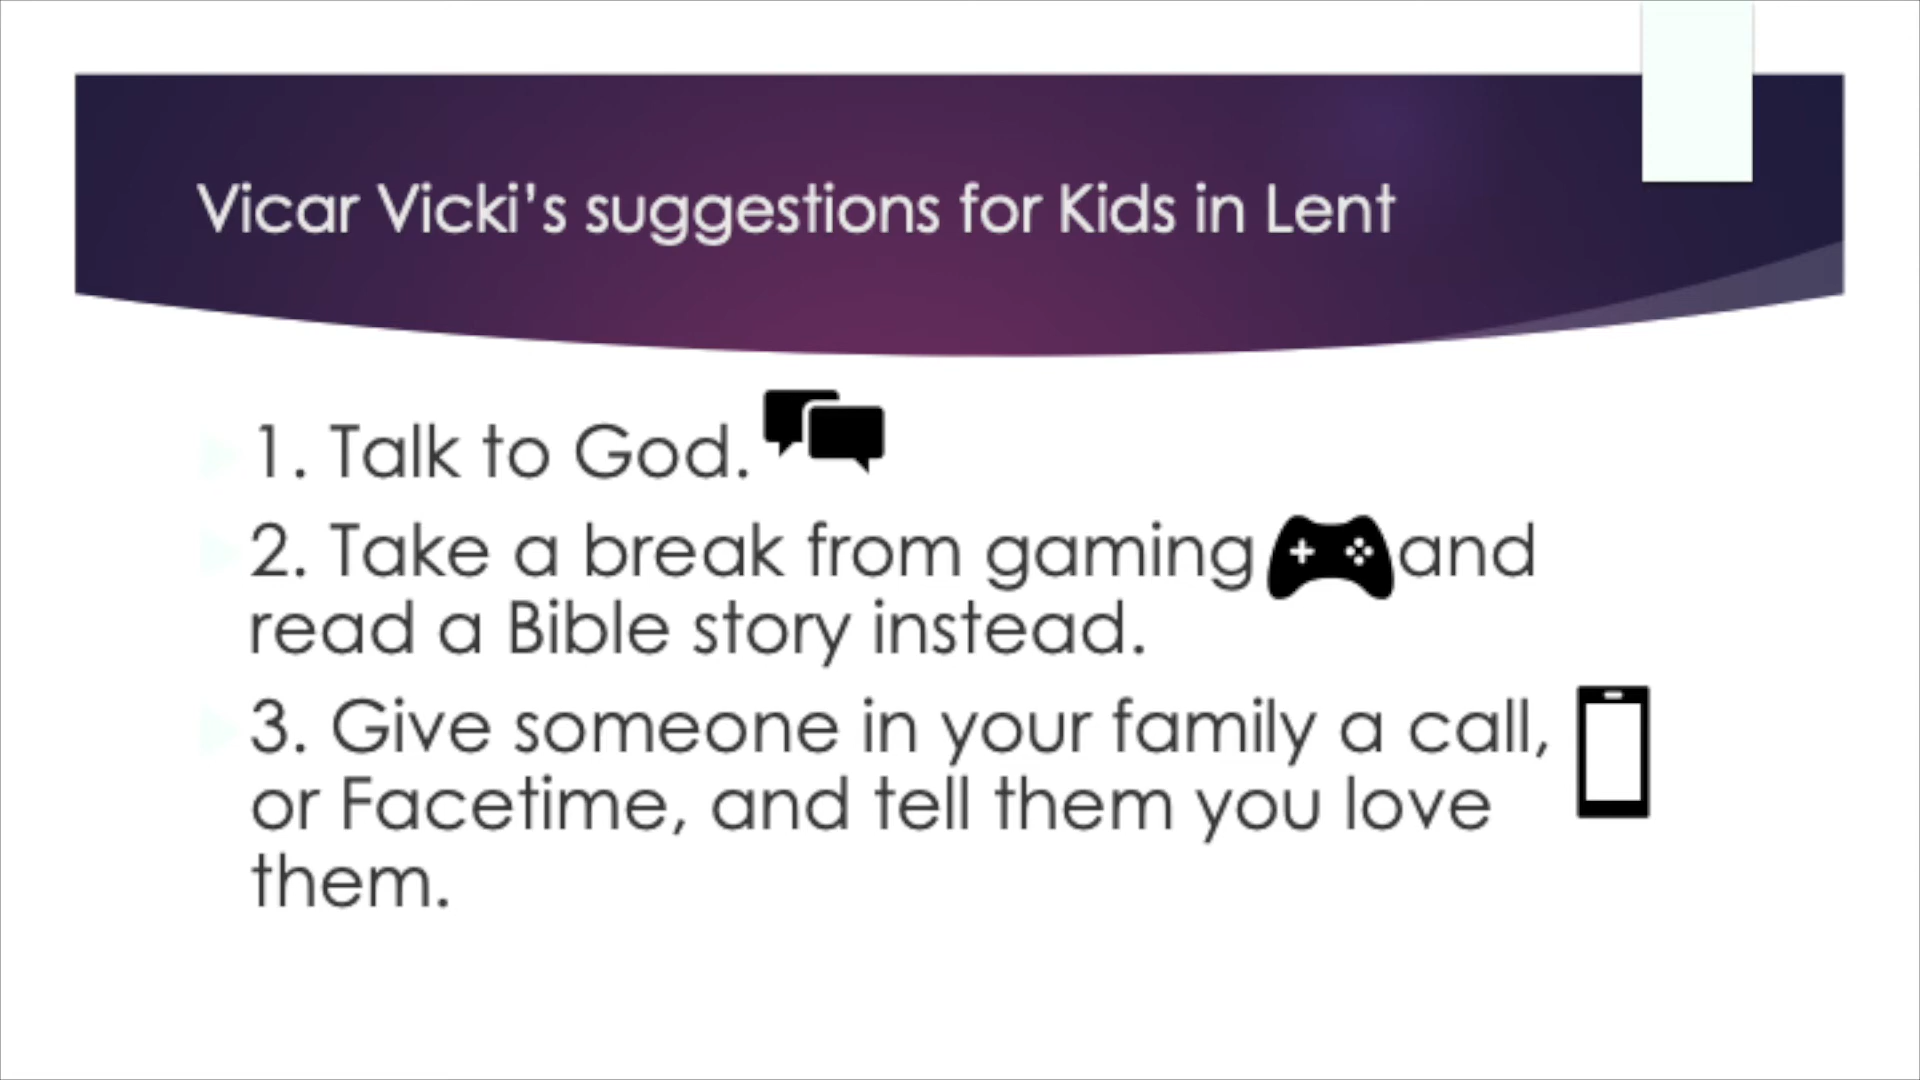 Vicar Vicki's suggestions for Kids in Lent
1. Talk to God.
2. Take a break from gaming and
read a Bible story instead.
3. Give someone in your family a call,
or Facetime, and tell them you love
them.